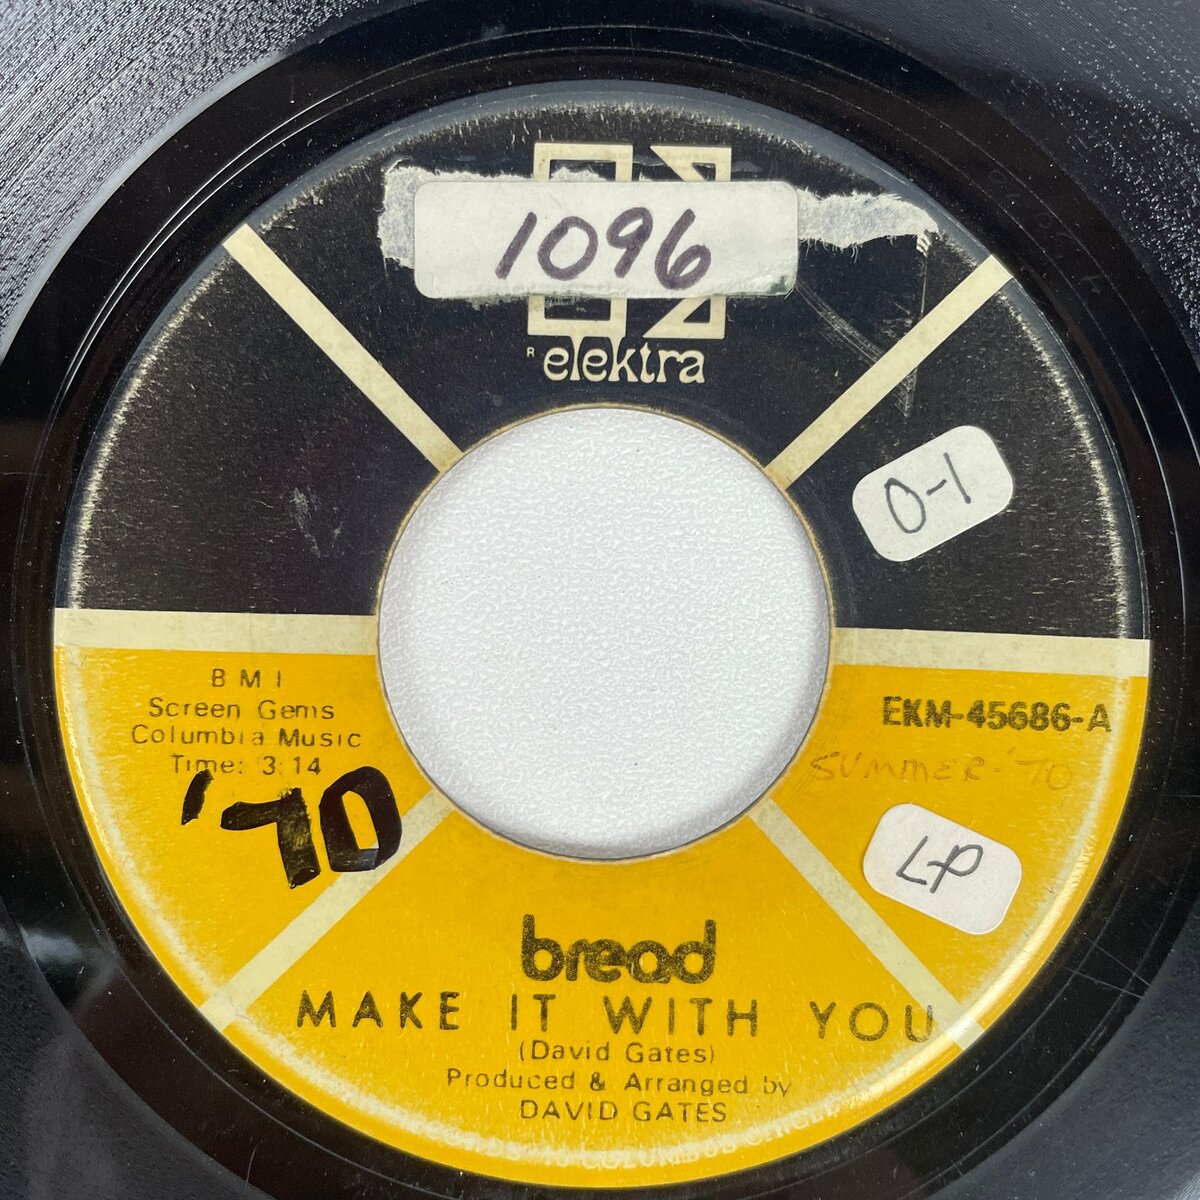 1096
R elektra
O-1
BMI
Screen Gems
Columbia Music
Time: 3:14
'70
EKM-45686-A
SUMMER-'70
LP
bread
MAKE IT WITH YOU
(David Gates)
Produced & Arranged by
DAVID GATES